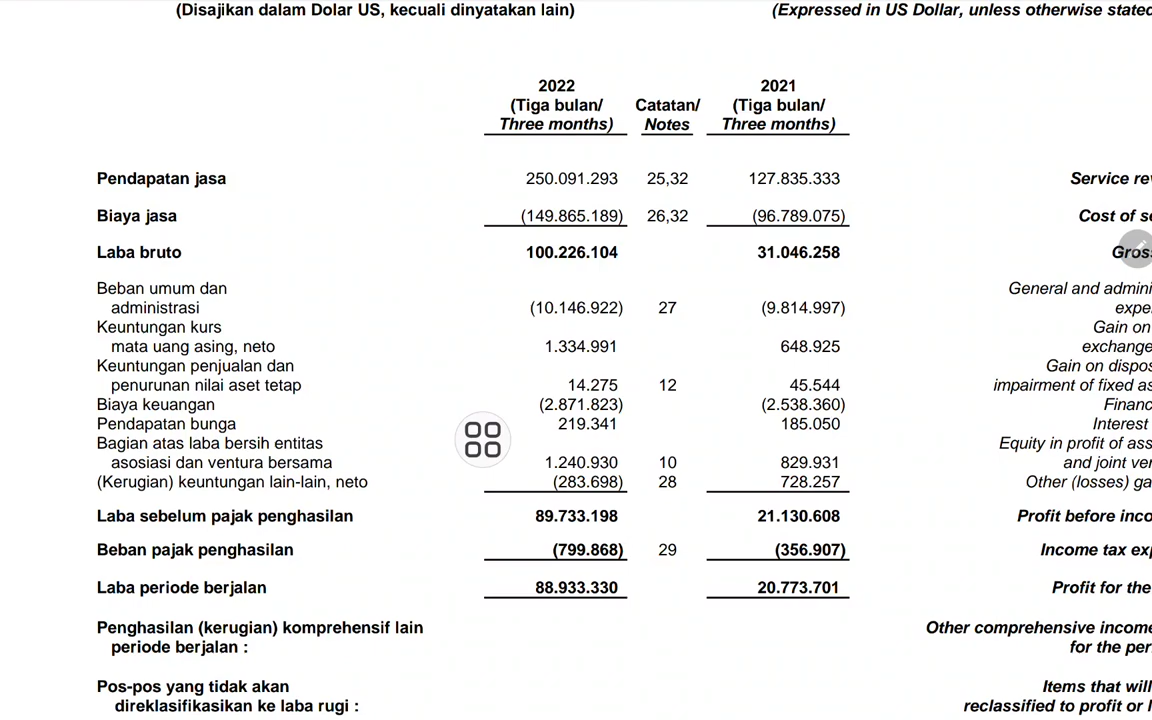 (Disajikan dalam Dolar US, kecuali dinyatakan lain) (Expressed in US Dollar, unless otherwise stated
2022 2021
(Tiga bulan/ Catatan/ (Tiga bulan/
Three months) Notes Three months)
Pendapatan jasa 250.091.293 25,32 127.835.333 Service rev
Biaya jasa (149.865.189) 26,32 (96.789.075) Cost of se
Laba bruto 100.226.104 31.046.258 Gros
Beban umum dan General and admini
administrasi (10.146.922) 27 (9.814.997) expe
Keuntungan kurs Gain on
mata uang asing, neto 1.334.991 648.925 exchange
Keuntungan penjualan dan Gain on dispos
penurunan nilai aset tetap 14.275 12 45.544 impairment of fixed as
Biaya keuangan (2.871.823) (2.538.360) Financ
Pendapatan bunga 219.341 185.050 Interest
Bagian atas laba bersih entitas Equity in profit of ass
asosiasi dan ventura bersama 1.240.930 10 829.931 and joint ven
(Kerugian) keuntungan lain-lain, neto (283.698) 28 728.257 Other (losses) ga
Laba sebelum pajak penghasilan 89.733.198 21.130.608 Profit before inco
Beban pajak penghasilan (799.868) 29 (356.907) Income tax exp
Laba periode berjalan 88.933.330 20.773.701 Profit for the
Penghasilan (kerugian) komprehensif lain Other comprehensive income
periode berjalan : for the per
Pos-pos yang tidak akan Items that will
direklasifikasikan ke laba rugi : reclassified to profit or l